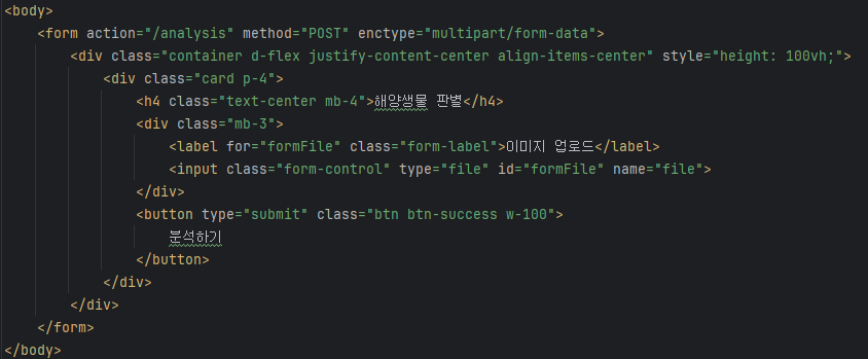 <body>
<form action="/analysis" method="POST" enctype="multipart/form-data">
<div class="container d-flex justify-content-center align-items-center" style="height: 100vh;">
<div class="card p-4">
<h4 class="text-center mb-4">해양생물 판별</h4>
<div class="mb-3">
<label for="formFile" class="form-label">이미지 업로드</label>
<input class="form-control" type="file" id="formFile" name="file">
</div>
<button type="submit" class="btn btn-success w-100">
분석하기
</button>
</div>
</div>
</form>
</body>